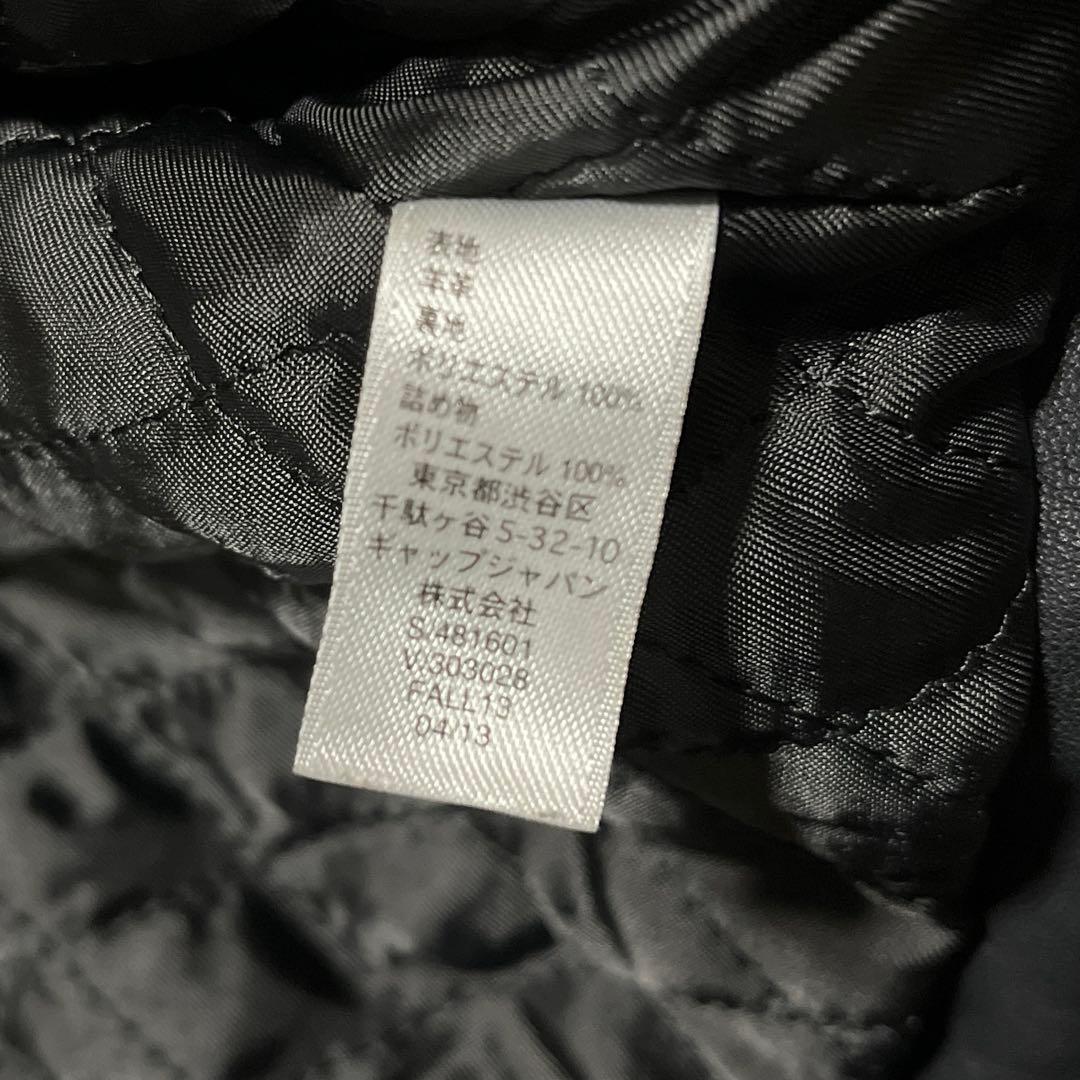 表地
羊革
裏地
ポリエステル 100%
詰め物
ポリエステル 100%
東京都渋谷区
千駄ヶ谷 5-32-10
ギャップジャパン
株式会社
S.481601
V.303028
FALL13
04/13